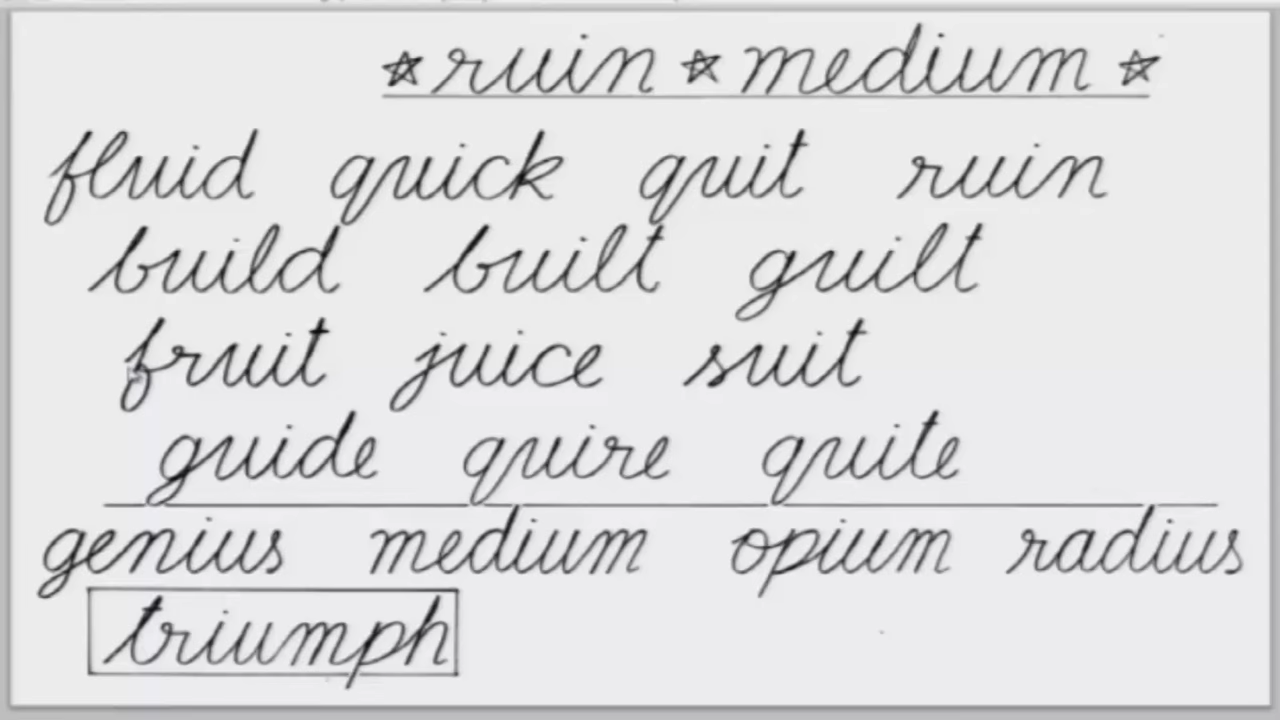 ☆ ruin ☆ medium ☆
fluid quick quit ruin
build built guilt
fruit juice suit
guide quire quite
genius medium opium radius
triumph